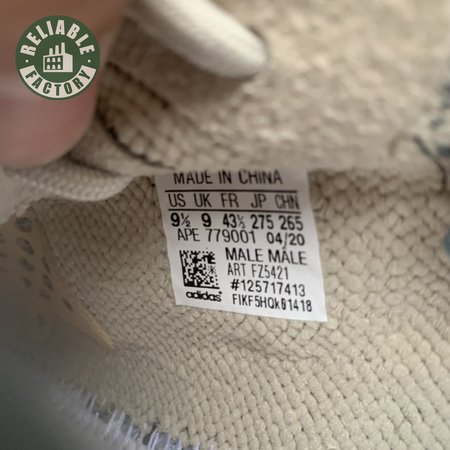 RELIABLE
FACTORY
MADE IN CHINA
US UK FR JP CHN
9½ 9 43⅓ 275 265
APE 779001 04/20
MALE MÂLE
ART FZ5421
#125717413
adidas
FIKF5HQk01418